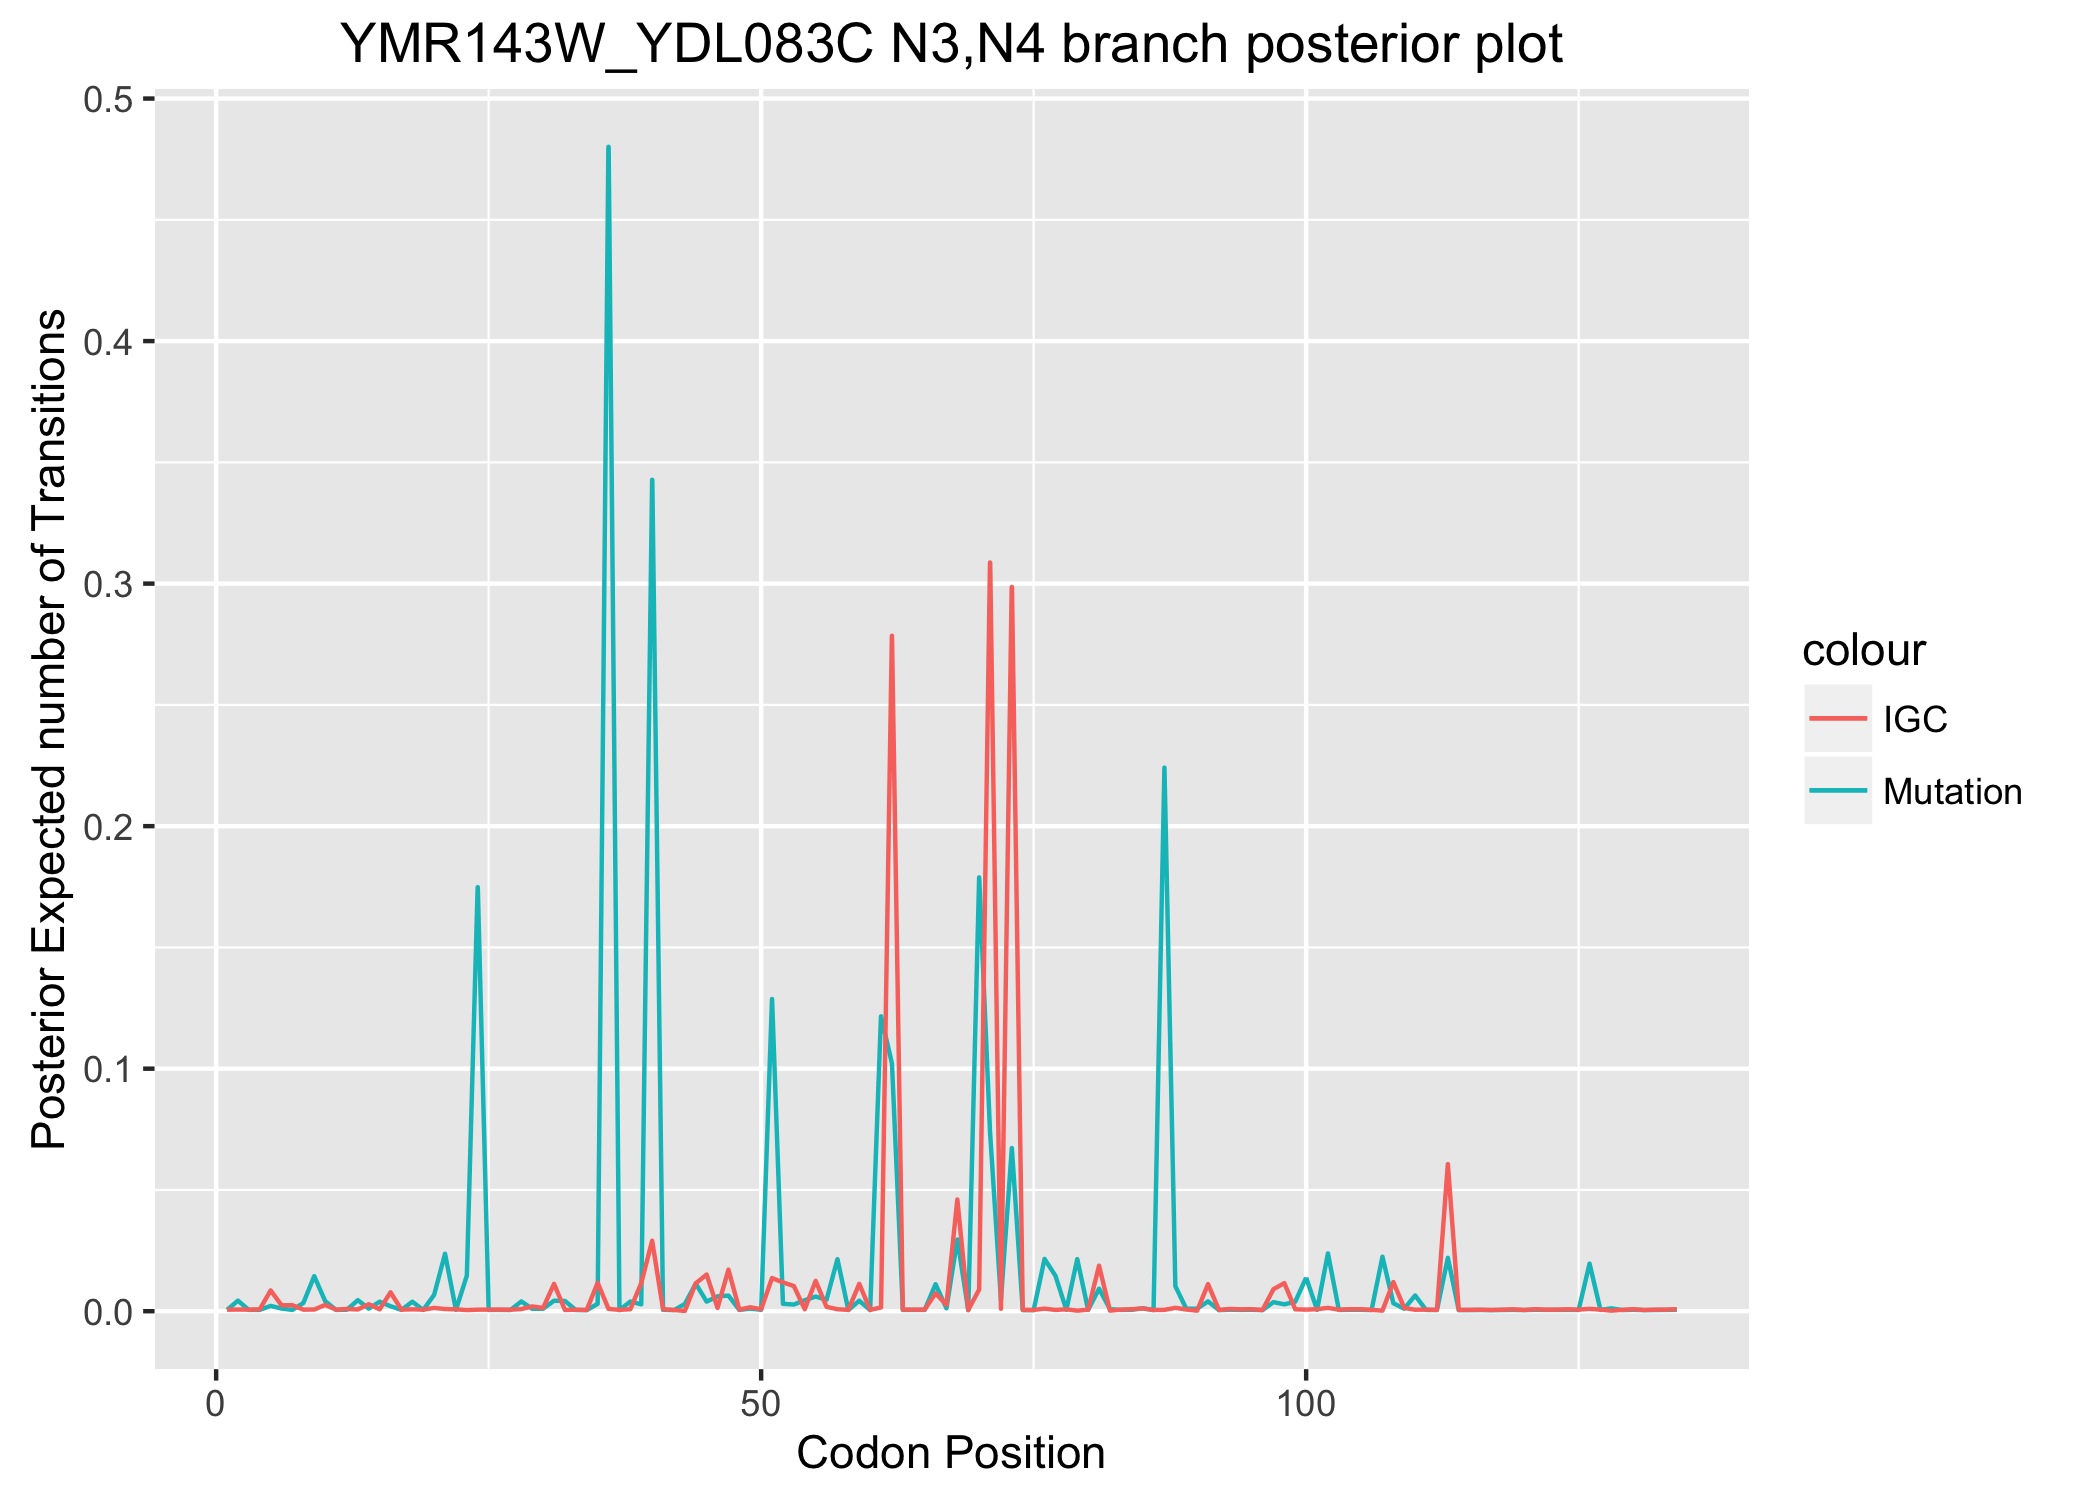 YMR143W_YDL083C N3,N4 branch posterior plot
Posterior Expected number of Transitions
0.5
0.4
0.3
0.2
0.1
0.0
0
50
100
Codon Position
colour
IGC
Mutation